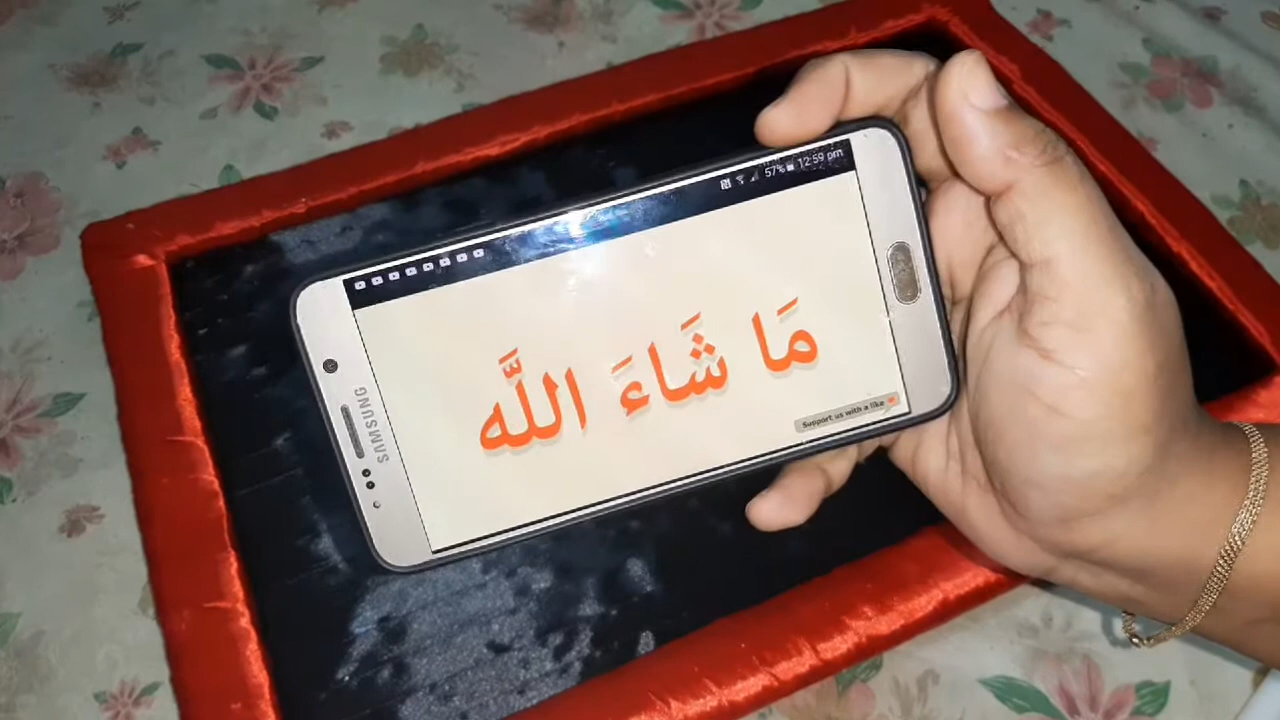 57% 12:59 pm
مَا شَاءَ اللَّه
Support us with a like
SAMSUNG